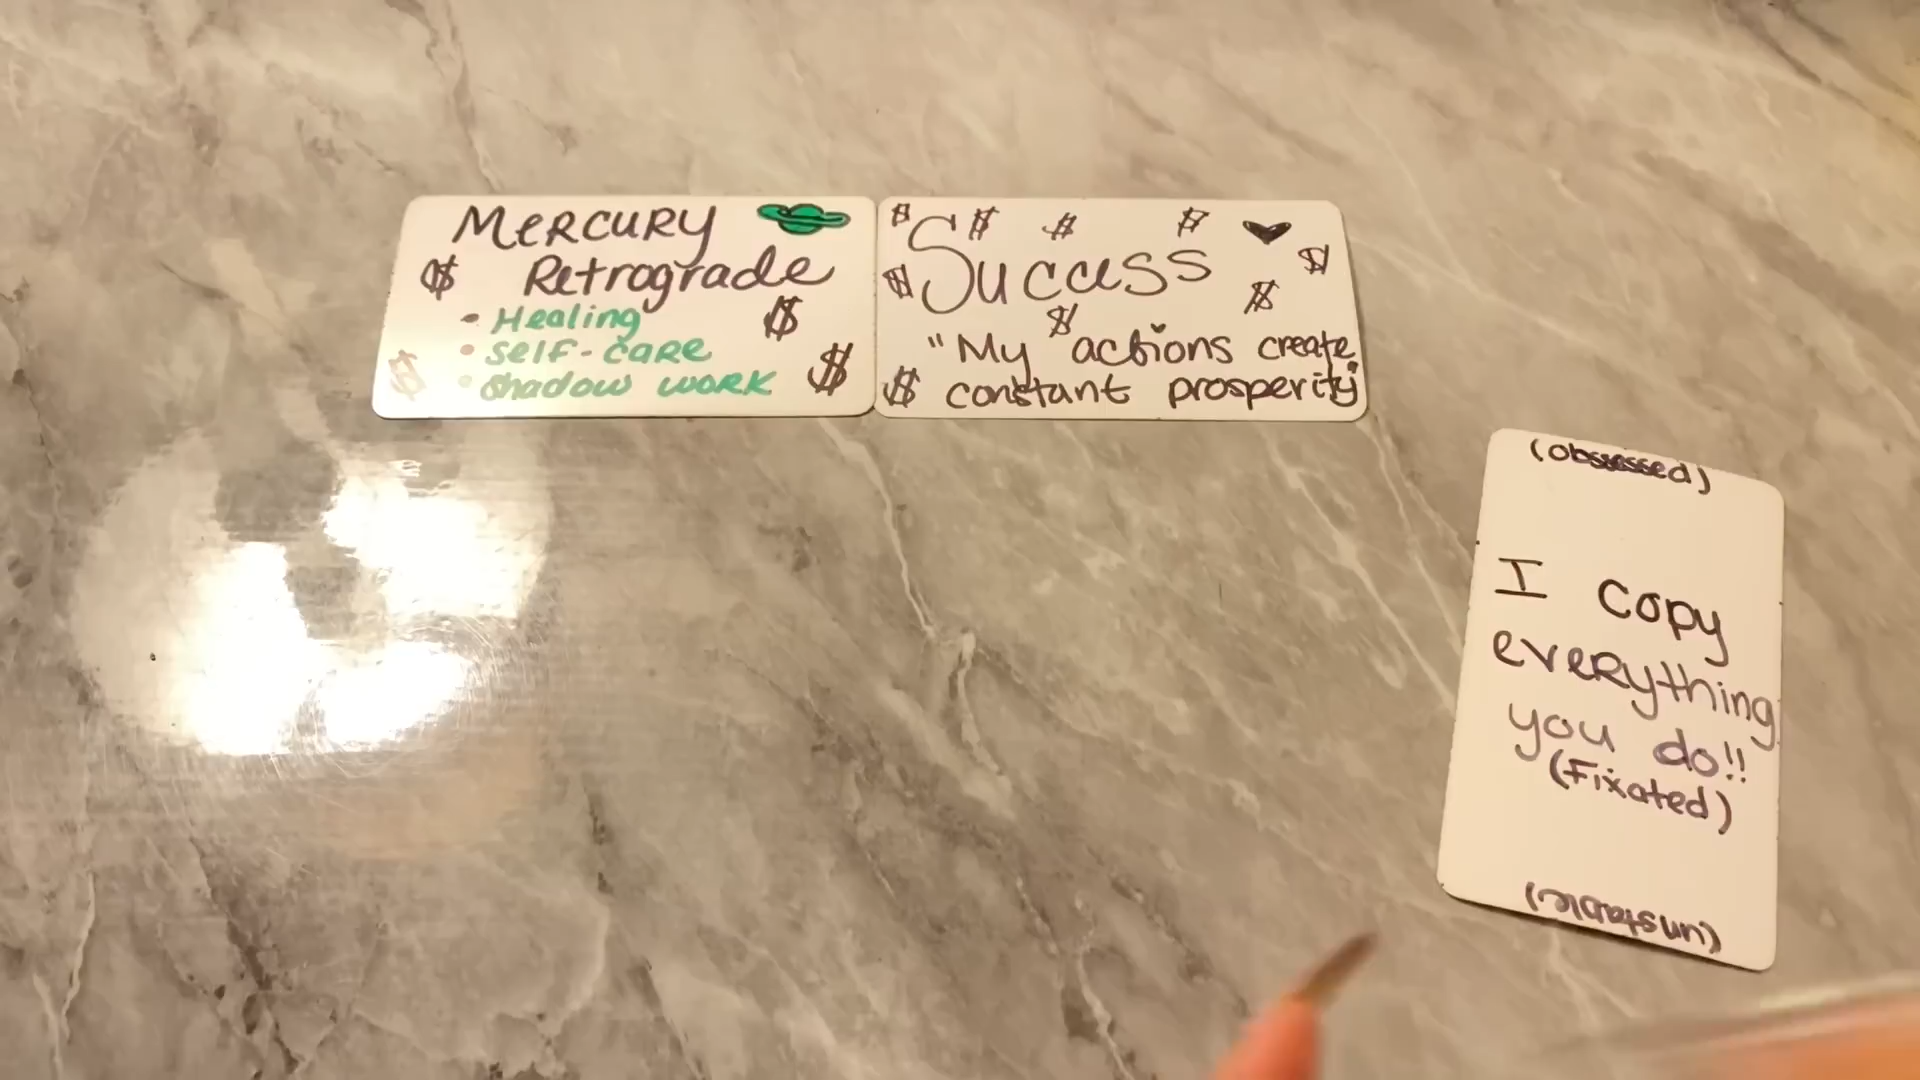 MERCURY
Retrograde
• Healing
• self-care
• shadow work
Success
"My actions create
constant prosperity
(obsessed)
I copy
everything
you do!!
(Fixated)
(unstable)